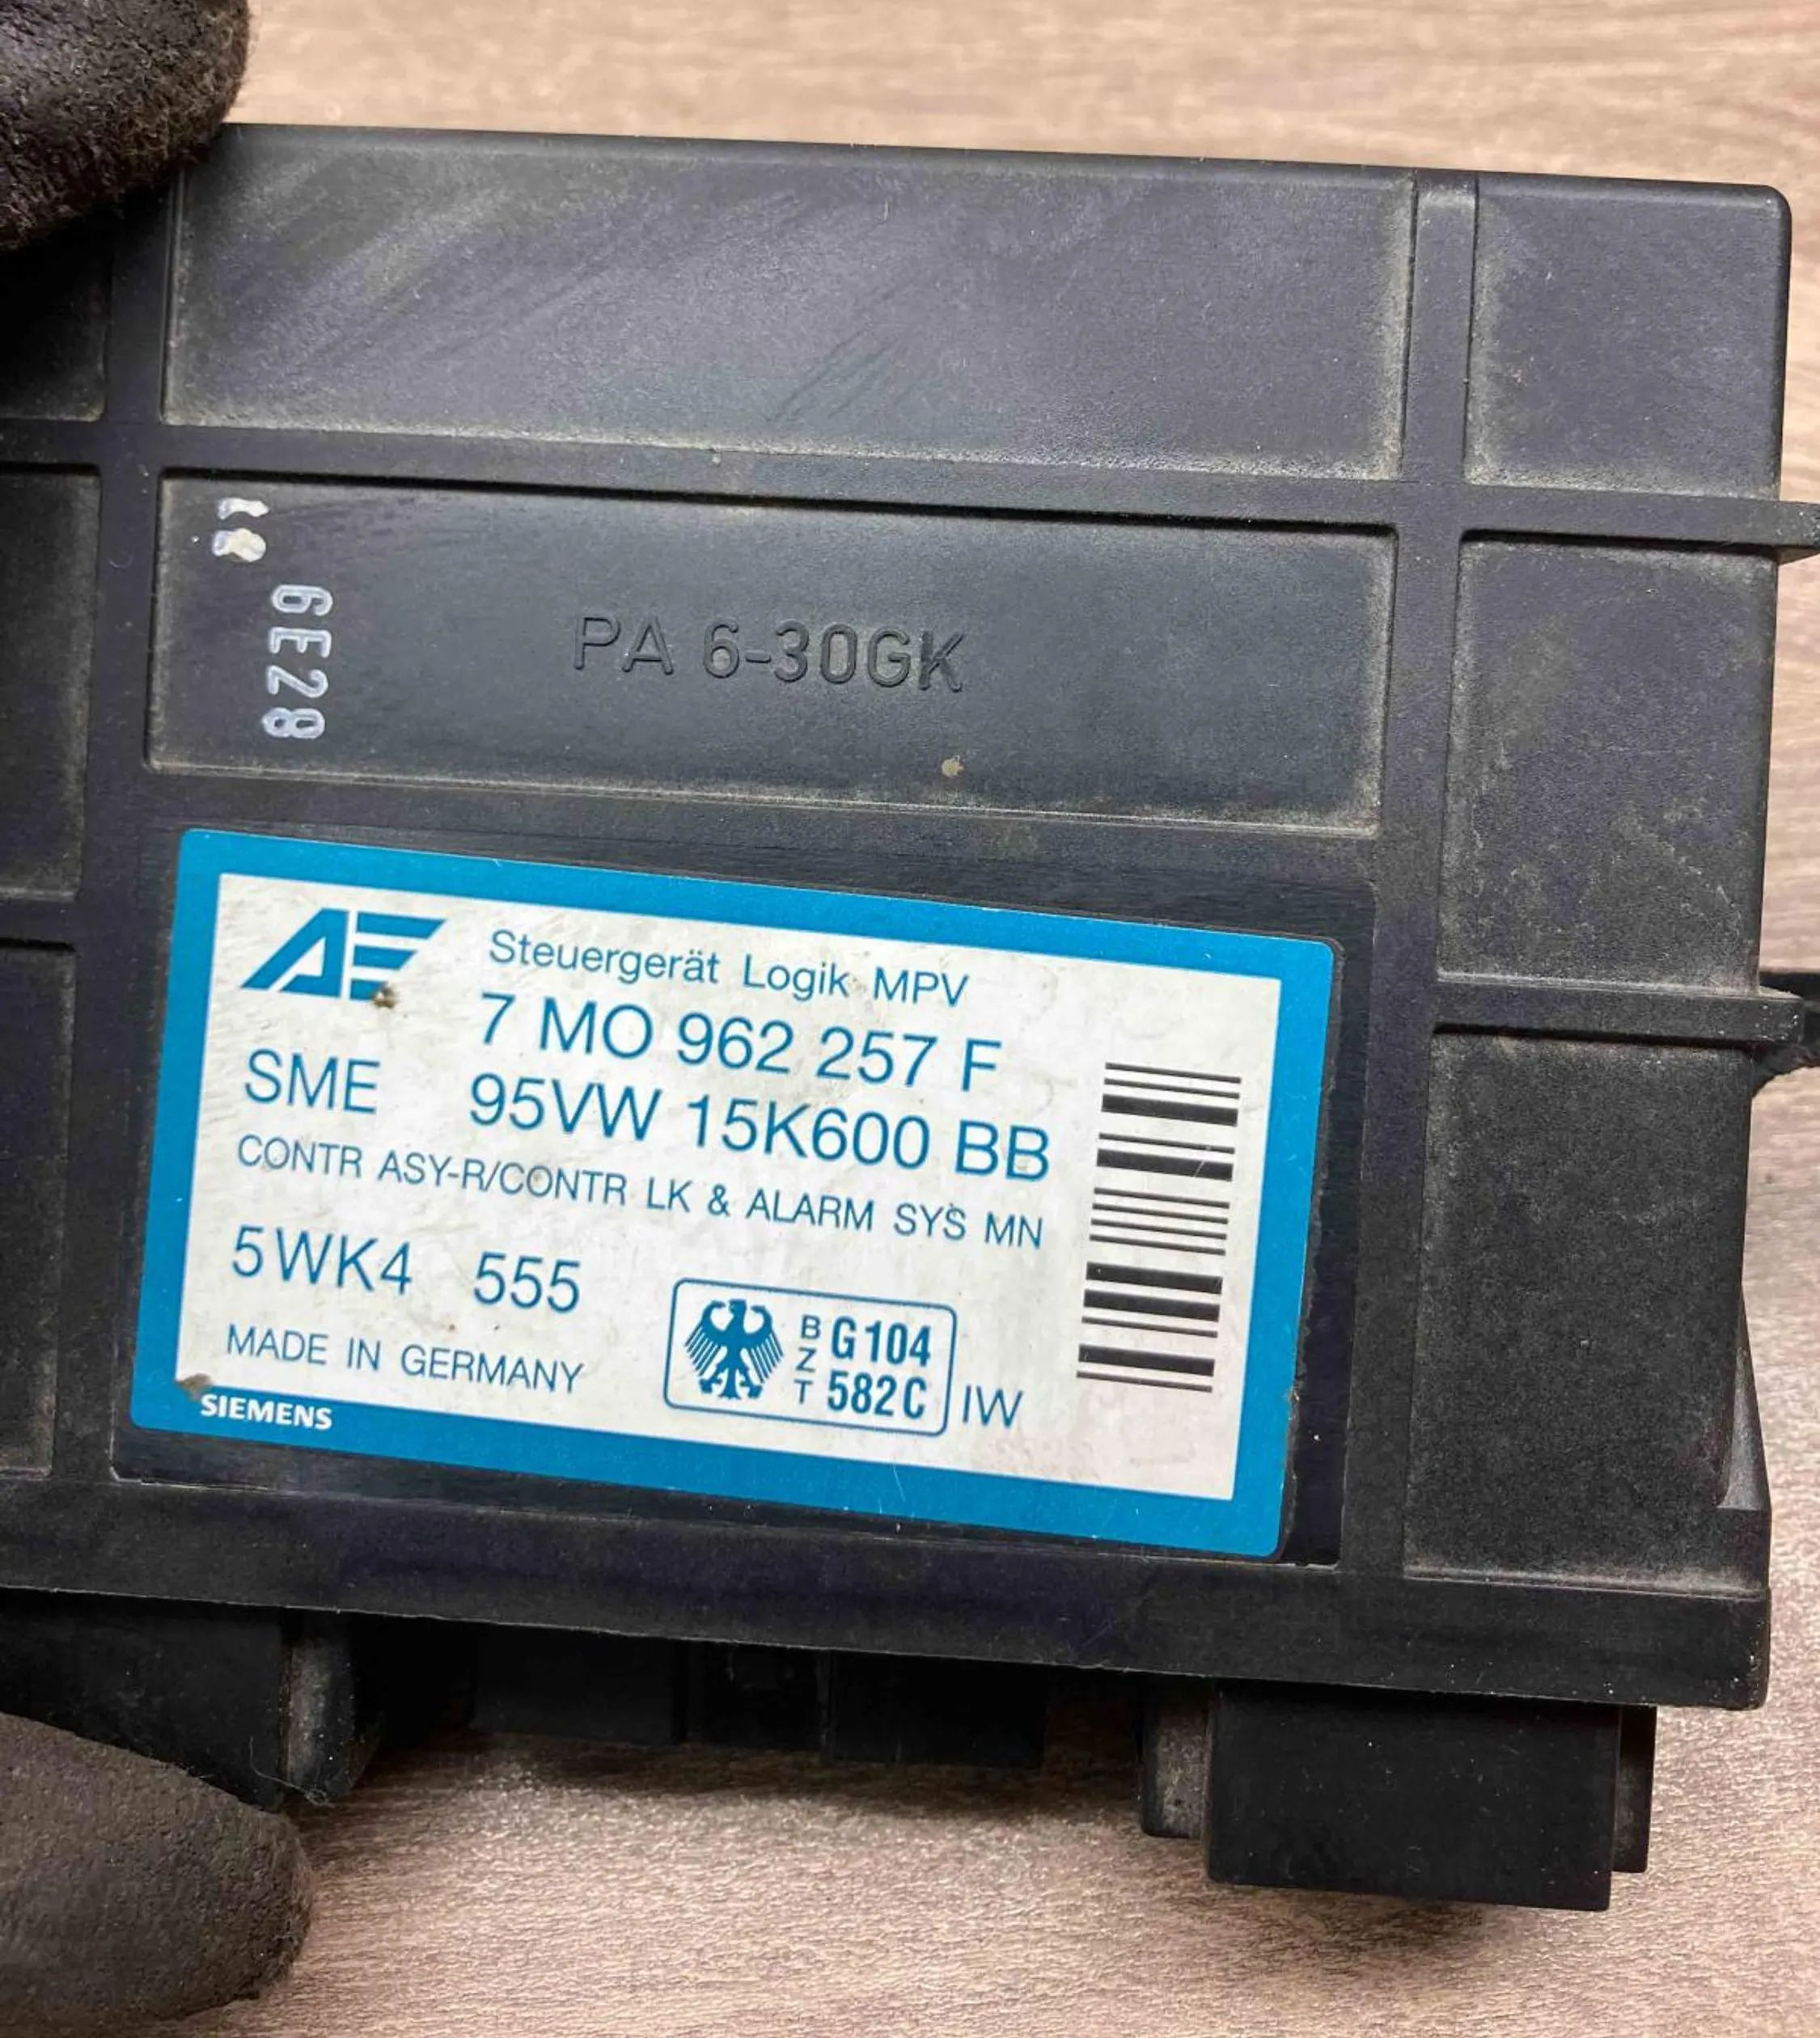 6E28
PA 6-30GK
AE
Steuergerät Logik MPV
7 MO 962 257 F
SME 95VW 15K600 BB
CONTR ASY-R/CONTR LK & ALARM SYS MN
5WK4 555
BZT G104 582C IW
MADE IN GERMANY
SIEMENS